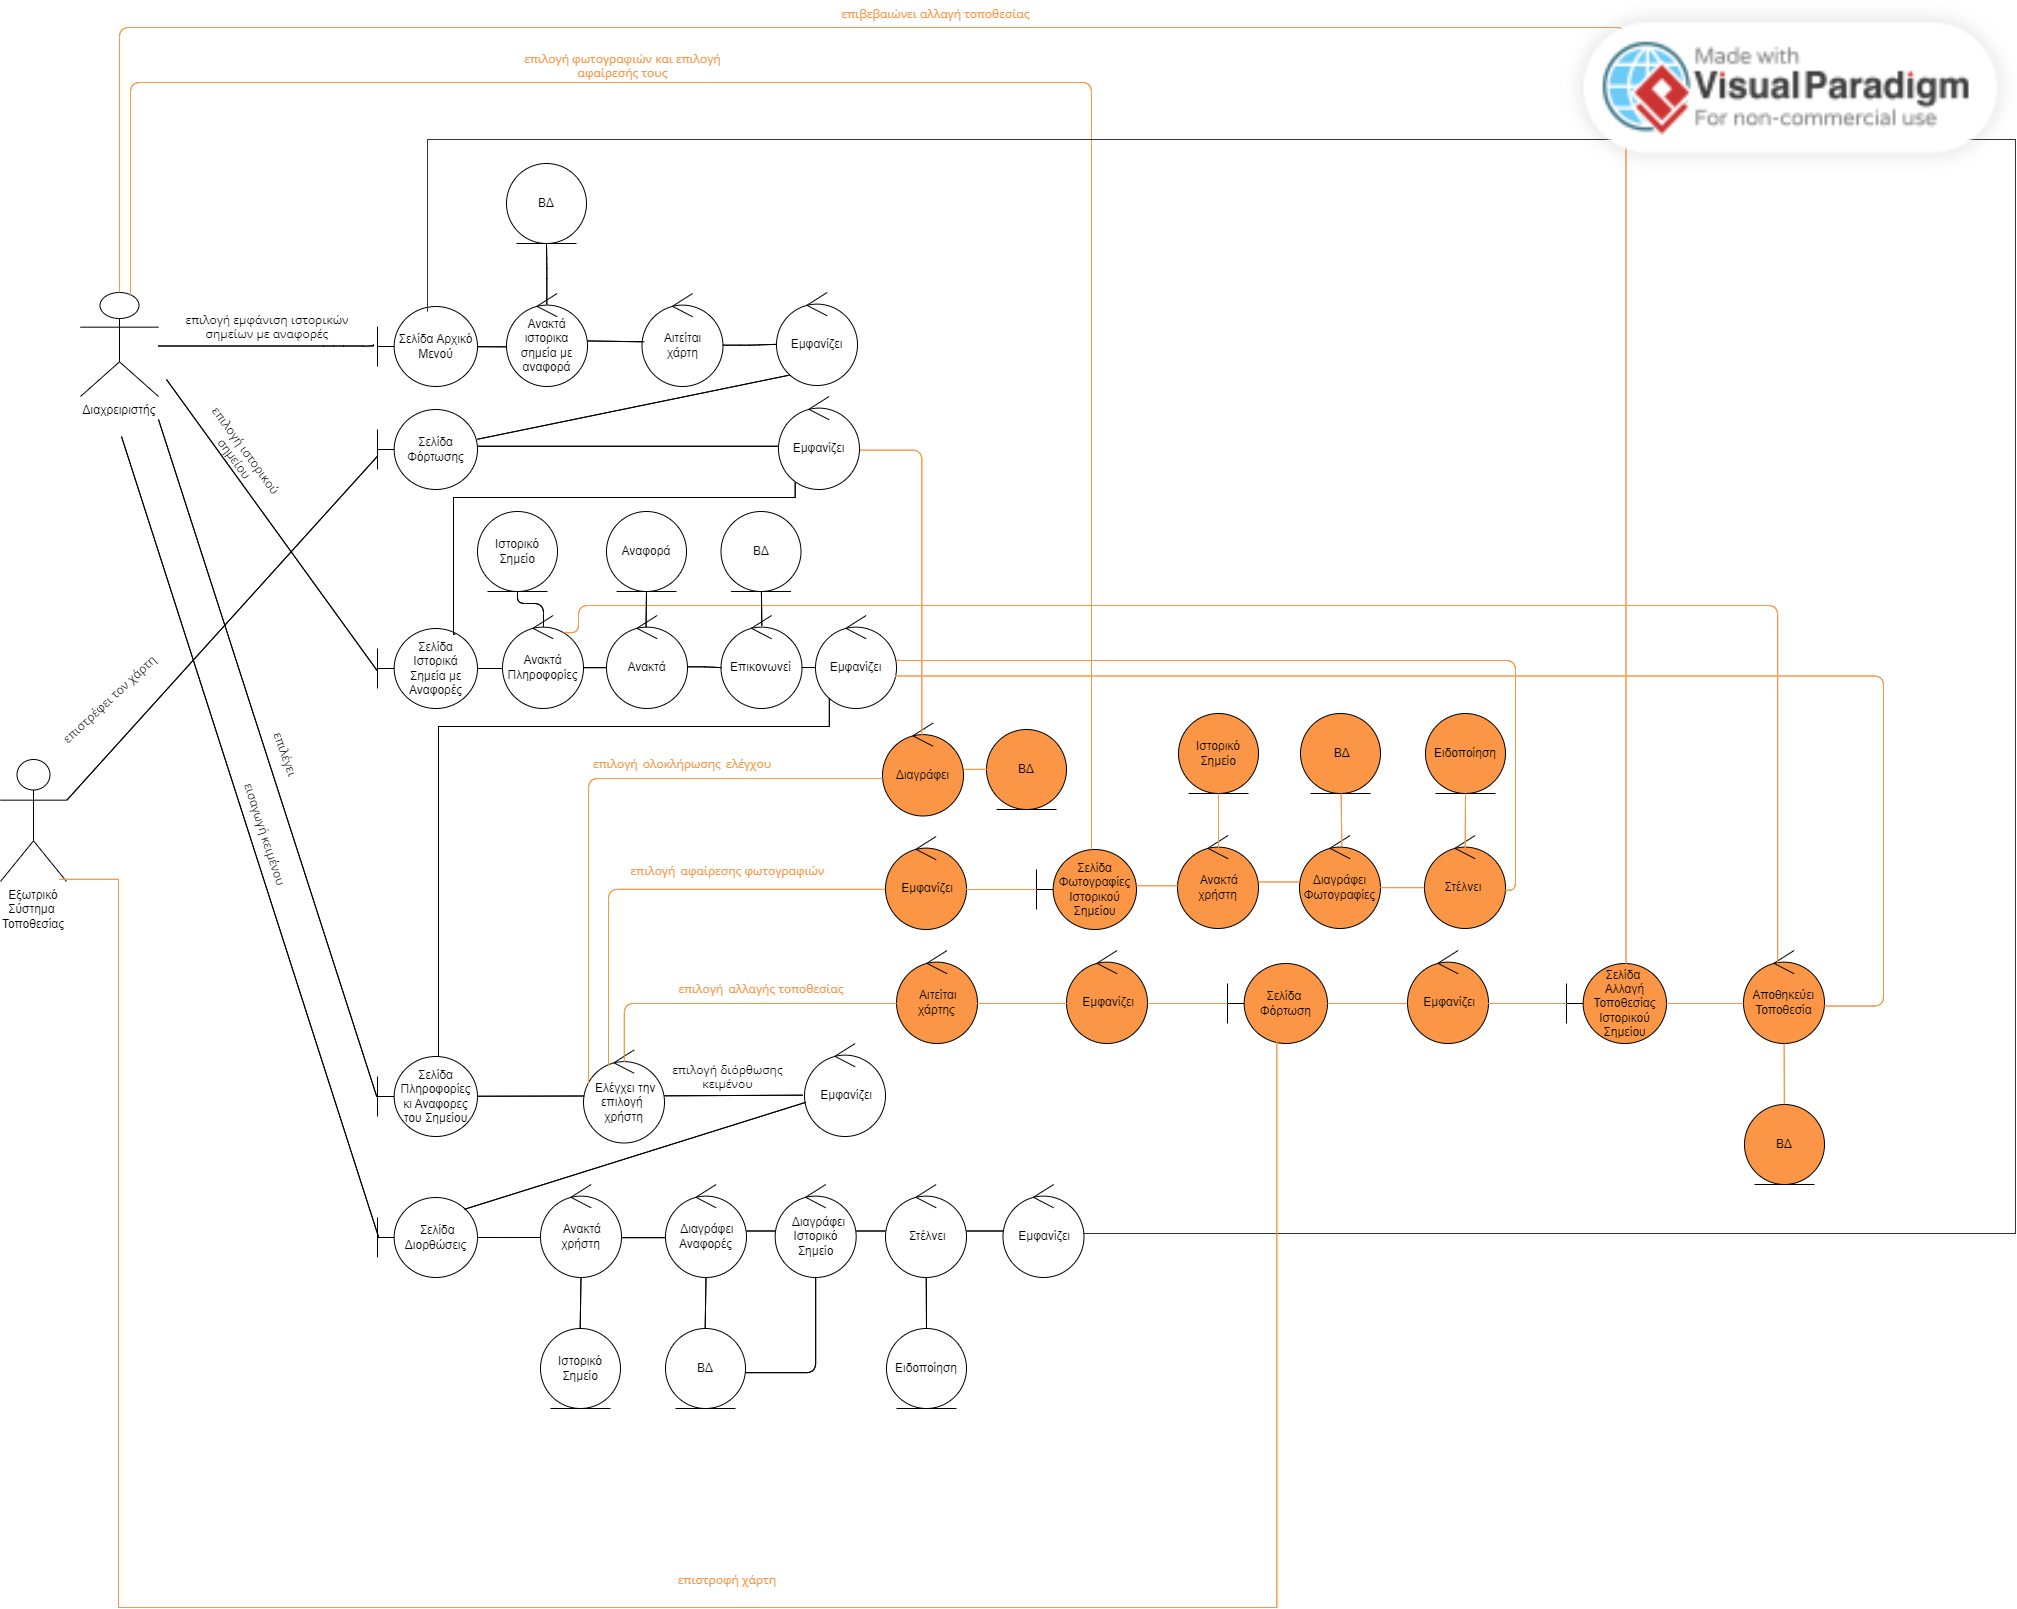 επιβεβαιώνει αλλαγή τοποθεσίας
επιλογή φωτογραφιών και επιλογή
αφαίρεσής τους
Made with
Visual Paradigm
For non-commercial use
ΒΔ
επιλογή εμφάνιση ιστορικών
σημείων με αναφορές
Σελίδα Αρχικό
Μενού
Ανακτά
ιστορικα
σημεία με
αναφορά
Αιτείται
χάρτη
Εμφανίζει
Διαχρειριστής
επιλογή ιστορικού
σημείου
Σελίδα
Φόρτωσης
Εμφανίζει
Ιστορικό
Σημείο
Αναφορά
ΒΔ
Σελίδα
Ιστορικά
Σημεία με
Αναφορές
Ανακτά
Πληροφορίες
Ανακτά
Επικονωνεί
Εμφανίζει
επιστρέφει τον χάρτη
επιλέγει
εισαγωγή κειμένου
Εξωτρικό
Σύστημα
Τοποθεσίας
επιλογή ολοκλήρωσης ελέγχου
Διαγράφει
ΒΔ
Ιστορικό
Σημείο
ΒΔ
Ειδοποίηση
επιλογή αφαίρεσης φωτογραφιών
Εμφανίζει
Σελίδα
Φωτογραφίες
Ιστορικού
Σημείου
Ανακτά
χρήστη
Διαγράφει
Φωτογραφίες
Στέλνει
επιλογή αλλαγής τοποθεσίας
Αιτείται
χάρτης
Εμφανίζει
Σελίδα
Φόρτωση
Εμφανίζει
Σελίδα
Αλλαγή
Τοποθεσίας
Ιστορικού
Σημείου
Αποθηκεύει
Τοποθεσία
ΒΔ
Σελίδα
Πληροφορίες
κι Αναφορες
του Σημείου
Ελέγχει την
επιλογή
χρήστη
επιλογή διόρθωσης
κειμένου
Εμφανίζει
Σελίδα
Διορθώσεις
Ανακτά
χρήστη
Διαγράφει
Αναφορές
Διαγράφει
Ιστορικό
Σημείο
Στέλνει
Εμφανίζει
Ιστορικό
Σημείο
ΒΔ
Ειδοποίηση
επιστροφή χάρτη